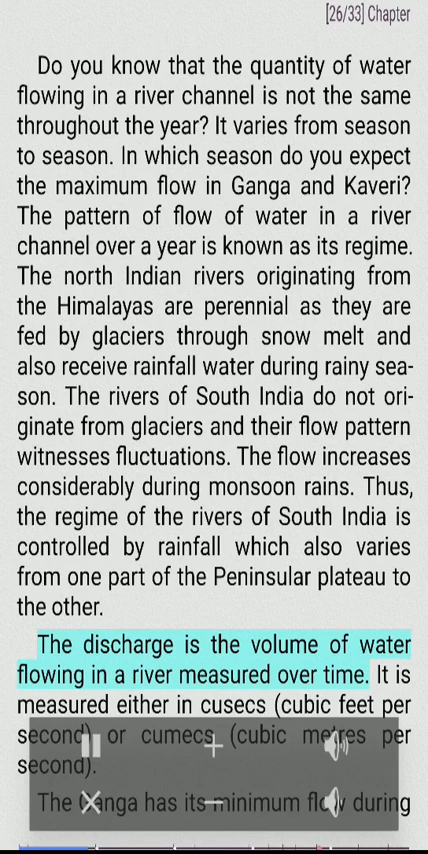 [26/33] Chapter
Do you know that the quantity of water
flowing in a river channel is not the same
throughout the year? It varies from season
to season. In which season do you expect
the maximum flow in Ganga and Kaveri?
The pattern of flow of water in a river
channel over a year is known as its regime.
The north Indian rivers originating from
the Himalayas are perennial as they are
fed by glaciers through snow melt and
also receive rainfall water during rainy sea-
son. The rivers of South India do not ori-
ginate from glaciers and their flow pattern
witnesses fluctuations. The flow increases
considerably during monsoon rains. Thus,
the regime of the rivers of South India is
controlled by rainfall which also varies
from one part of the Peninsular plateau to
the other.
The discharge is the volume of water
flowing in a river measured over time. It is
measured either in cusecs (cubic feet per
second) or cumecs (cubic metres per
second).
The Ganga has its minimum flow during